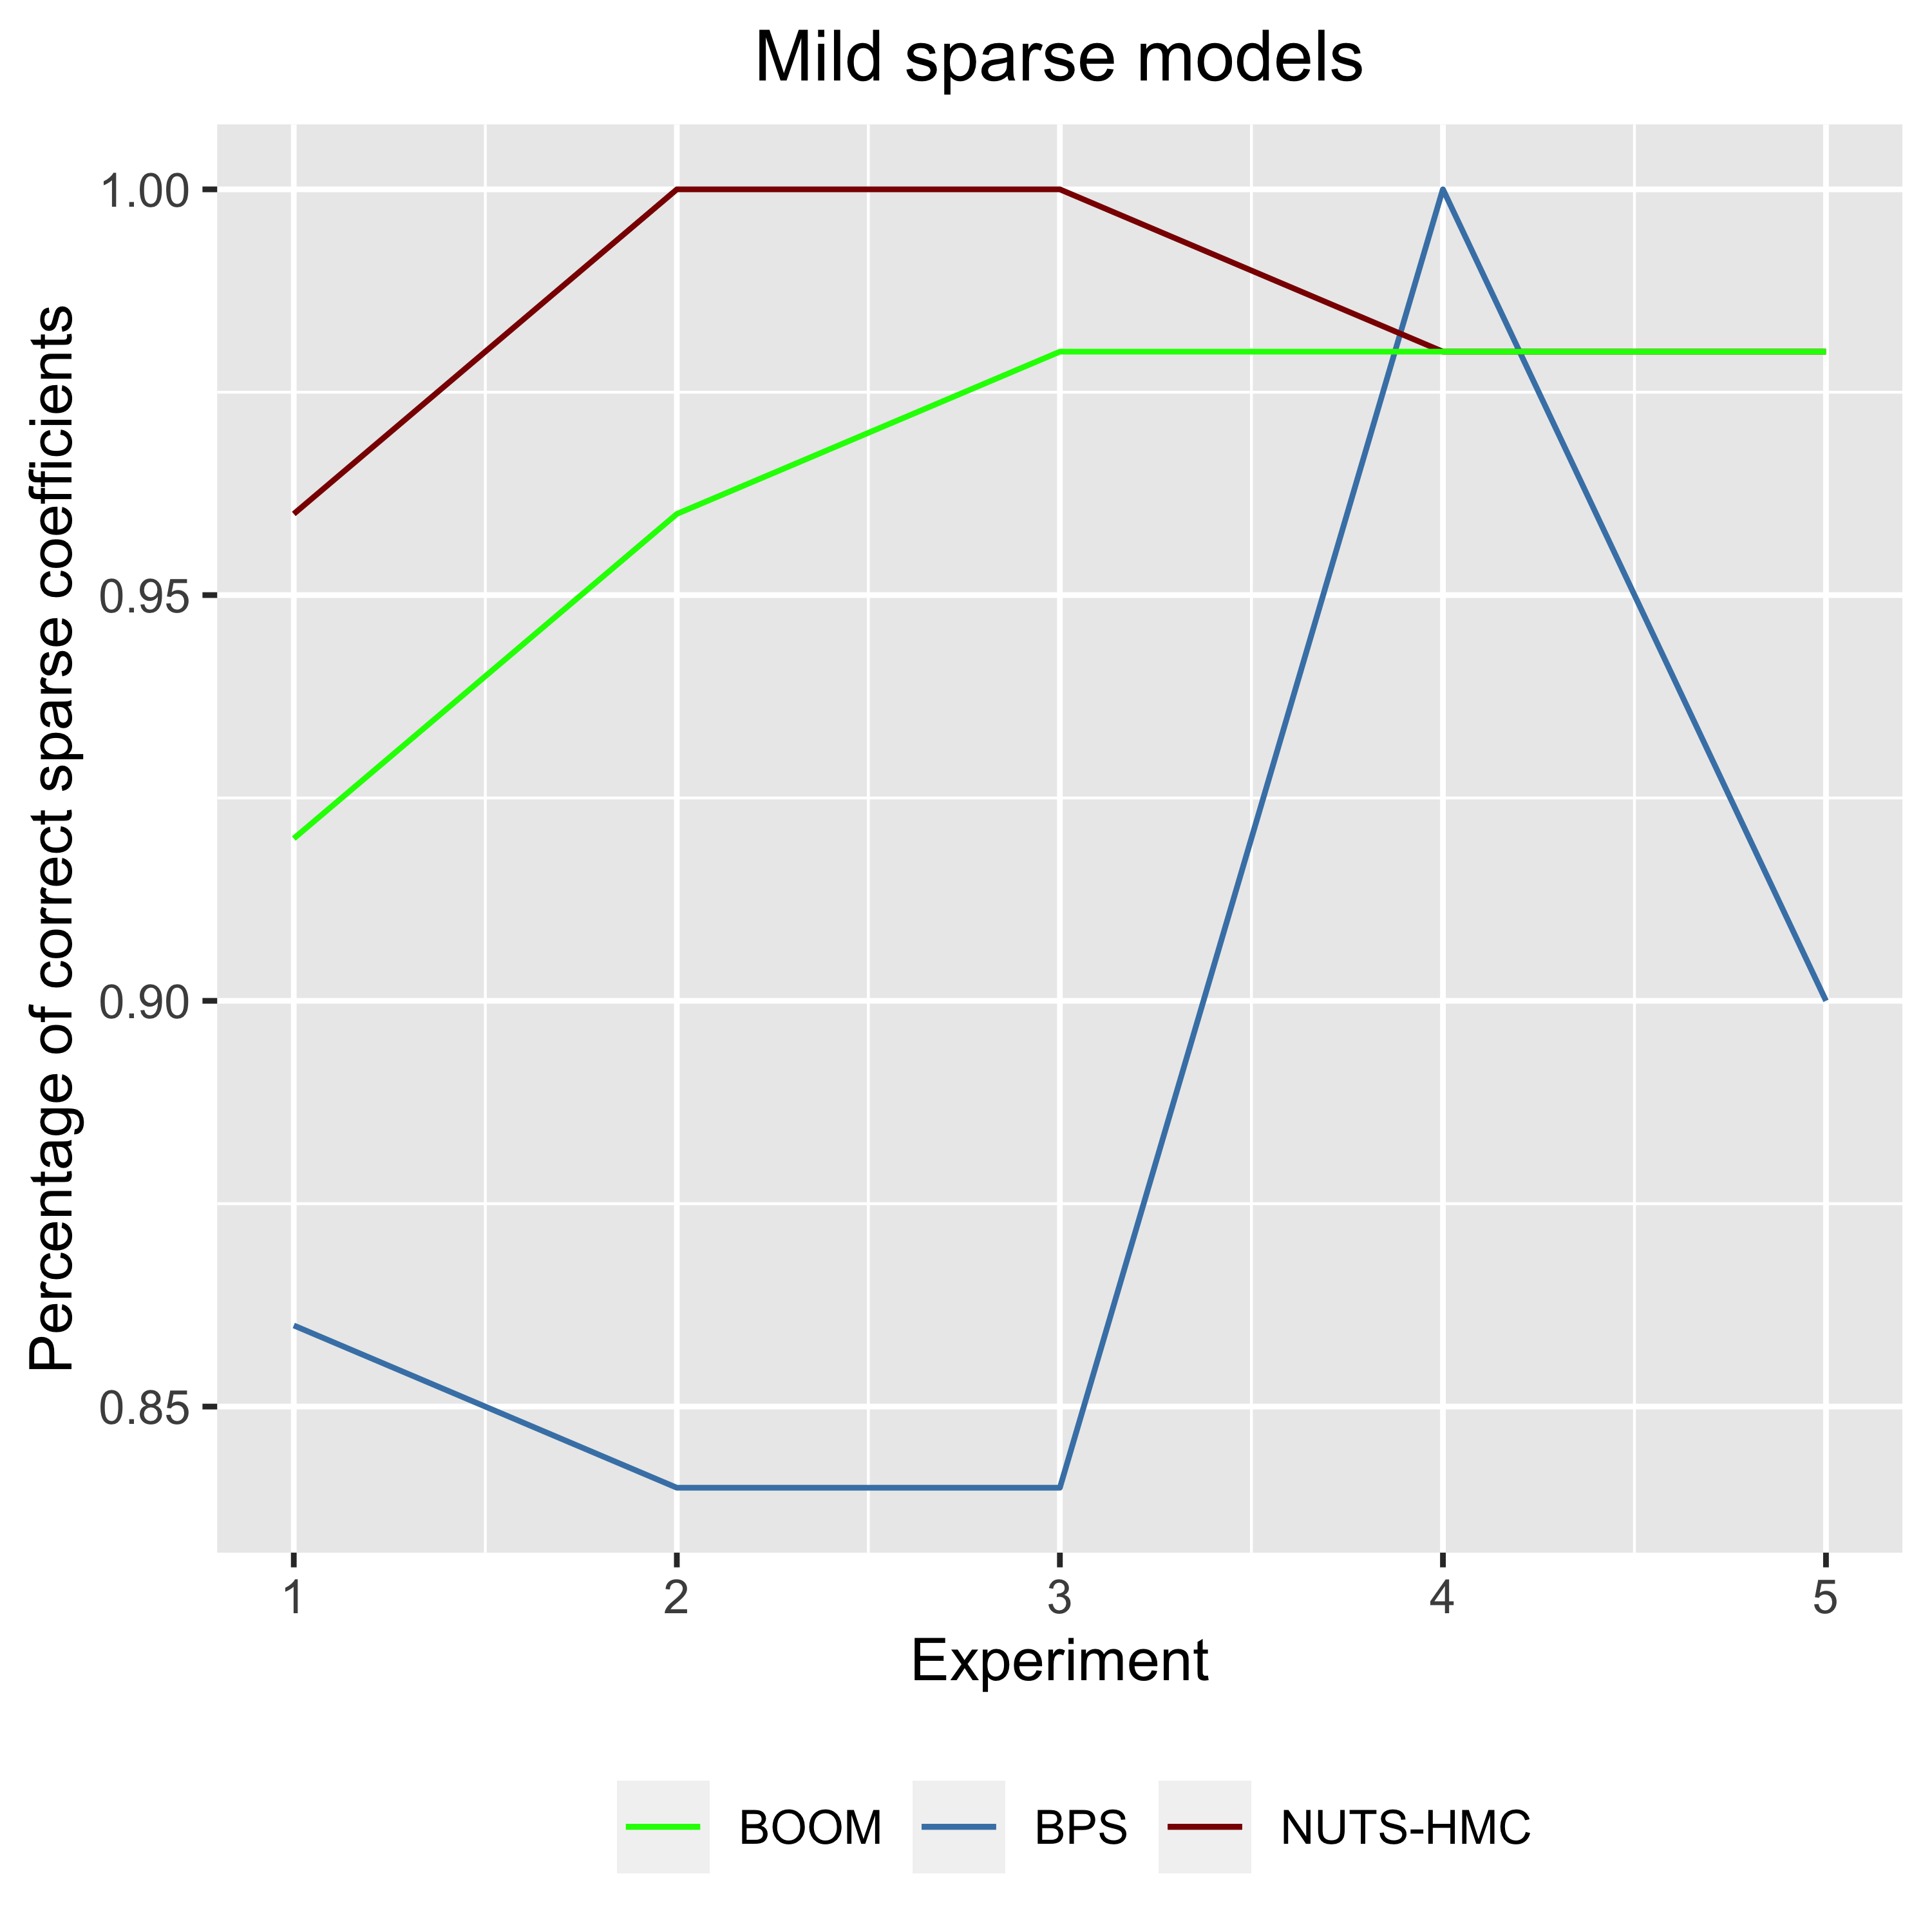 Mild sparse models
Percentage of correct sparse coefficients
1.00
0.95
0.90
0.85
1 2 3 4 5
Experiment
BOOM BPS NUTS-HMC